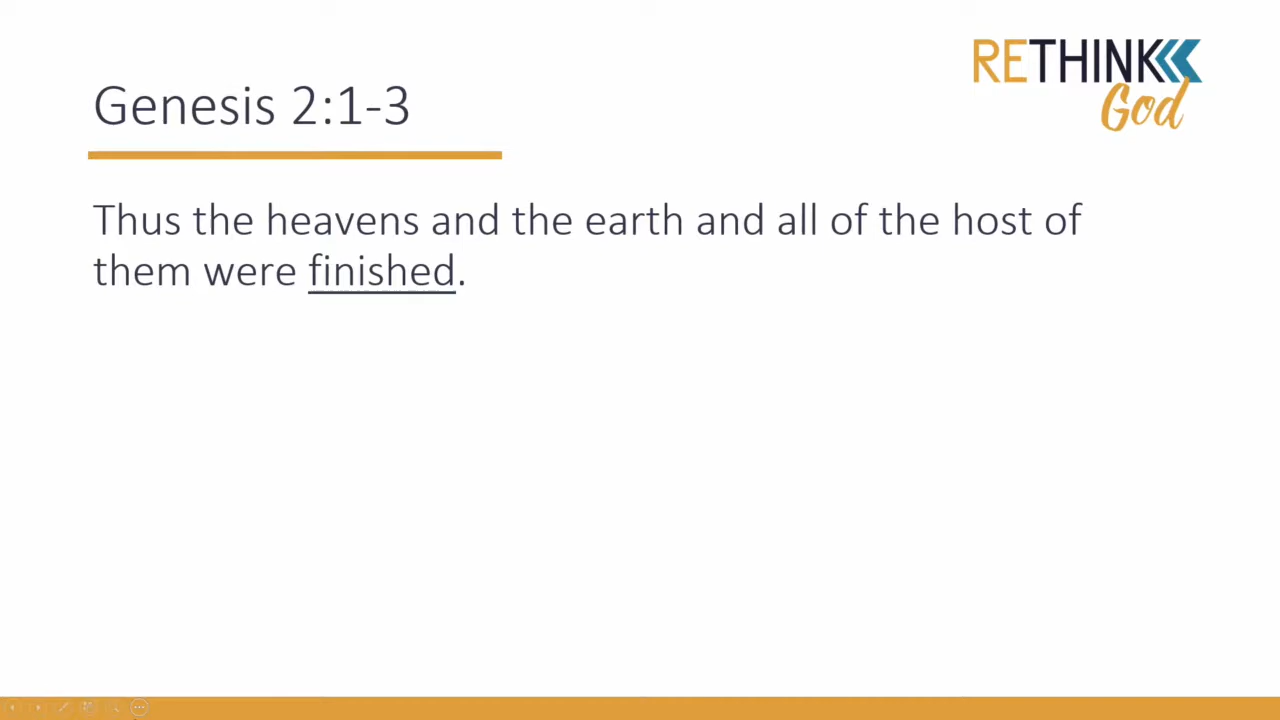 RETHINK
God
Genesis 2:1-3
Thus the heavens and the earth and all of the host of
them were finished.